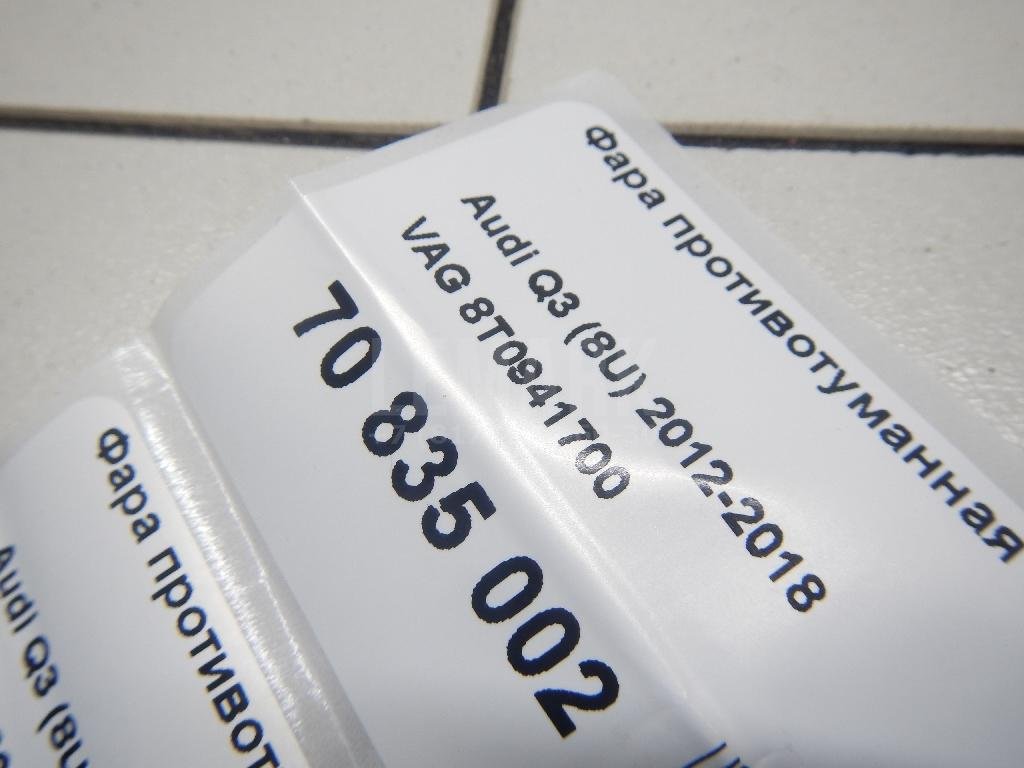 Фара противотуманная
Audi Q3 (8U) 2012-2018
VAG 8T0941700
70 835 002
Фара противот
Audi Q3 (8U